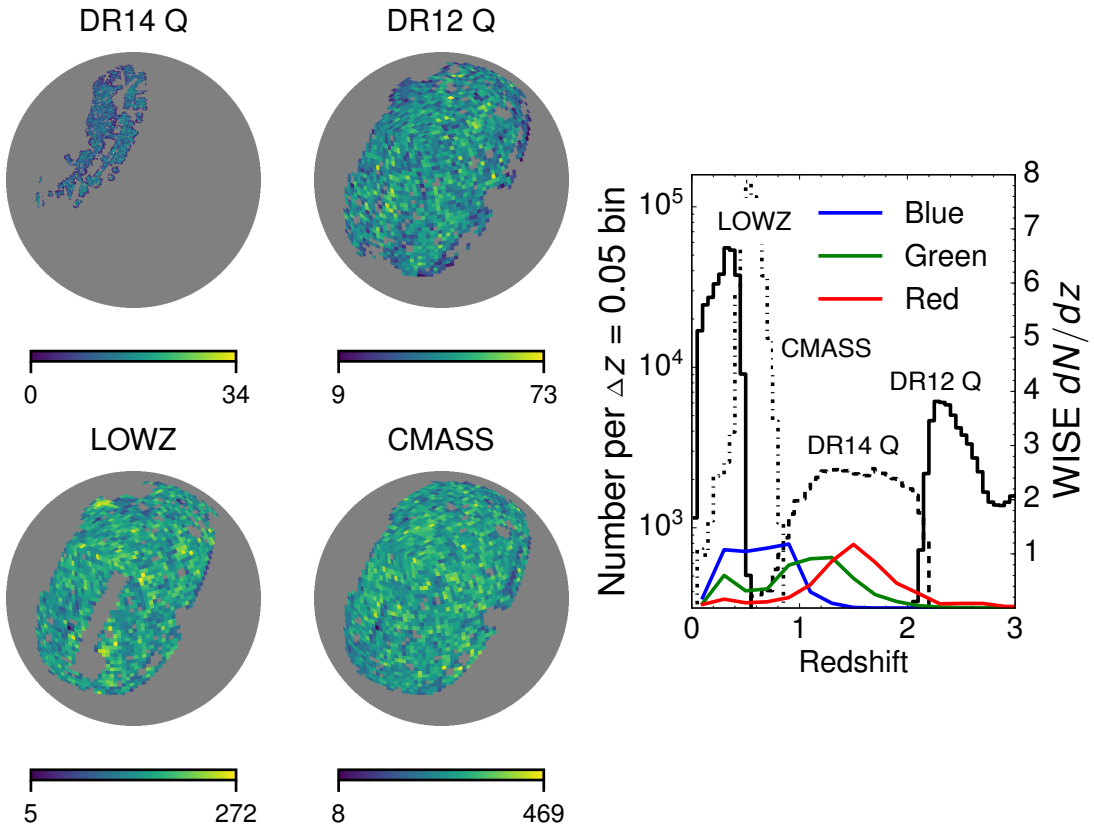 DR14 Q
DR12 Q
0 34
9 73
LOWZ
CMASS
5 272
8 469
Number per Δz = 0.05 bin
10^5
10^4
10^3
LOWZ
CMASS
DR14 Q
DR12 Q
Blue
Green
Red
8
7
6
5
4
3
2
1
WISE dN/dz
0 1 2 3
Redshift